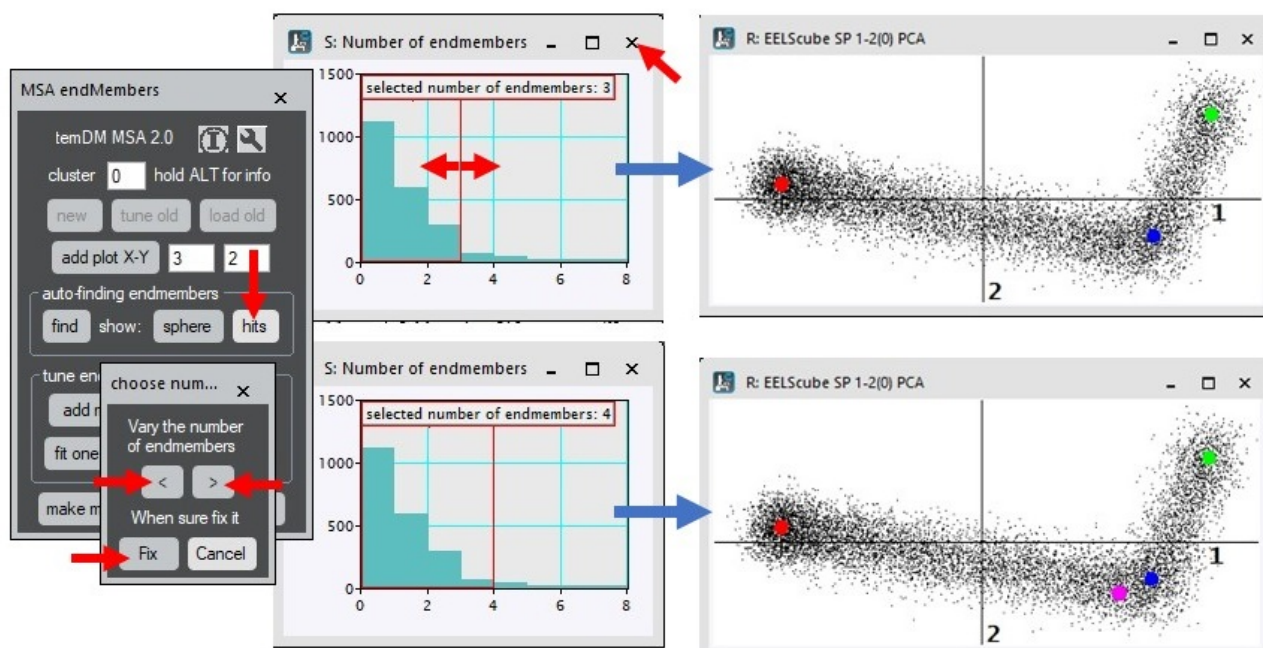 S: Number of endmembers
1500
selected number of endmembers: 3
1000
500
0
0 2 4 6 8
R: EELScube SP 1-2(0) PCA
1
2
MSA endMembers
temDM MSA 2.0
cluster 0 hold ALT for info
new tune old load old
add plot X-Y 3 2
auto-finding endmembers
find show: sphere hits
tune en
add
fit one
make m
choose num...
Vary the number
of endmembers
< >
When sure fix it
Fix Cancel
S: Number of endmembers
1500
selected number of endmembers: 4
1000
500
0
0 2 4 6 8
R: EELScube SP 1-2(0) PCA
1
2